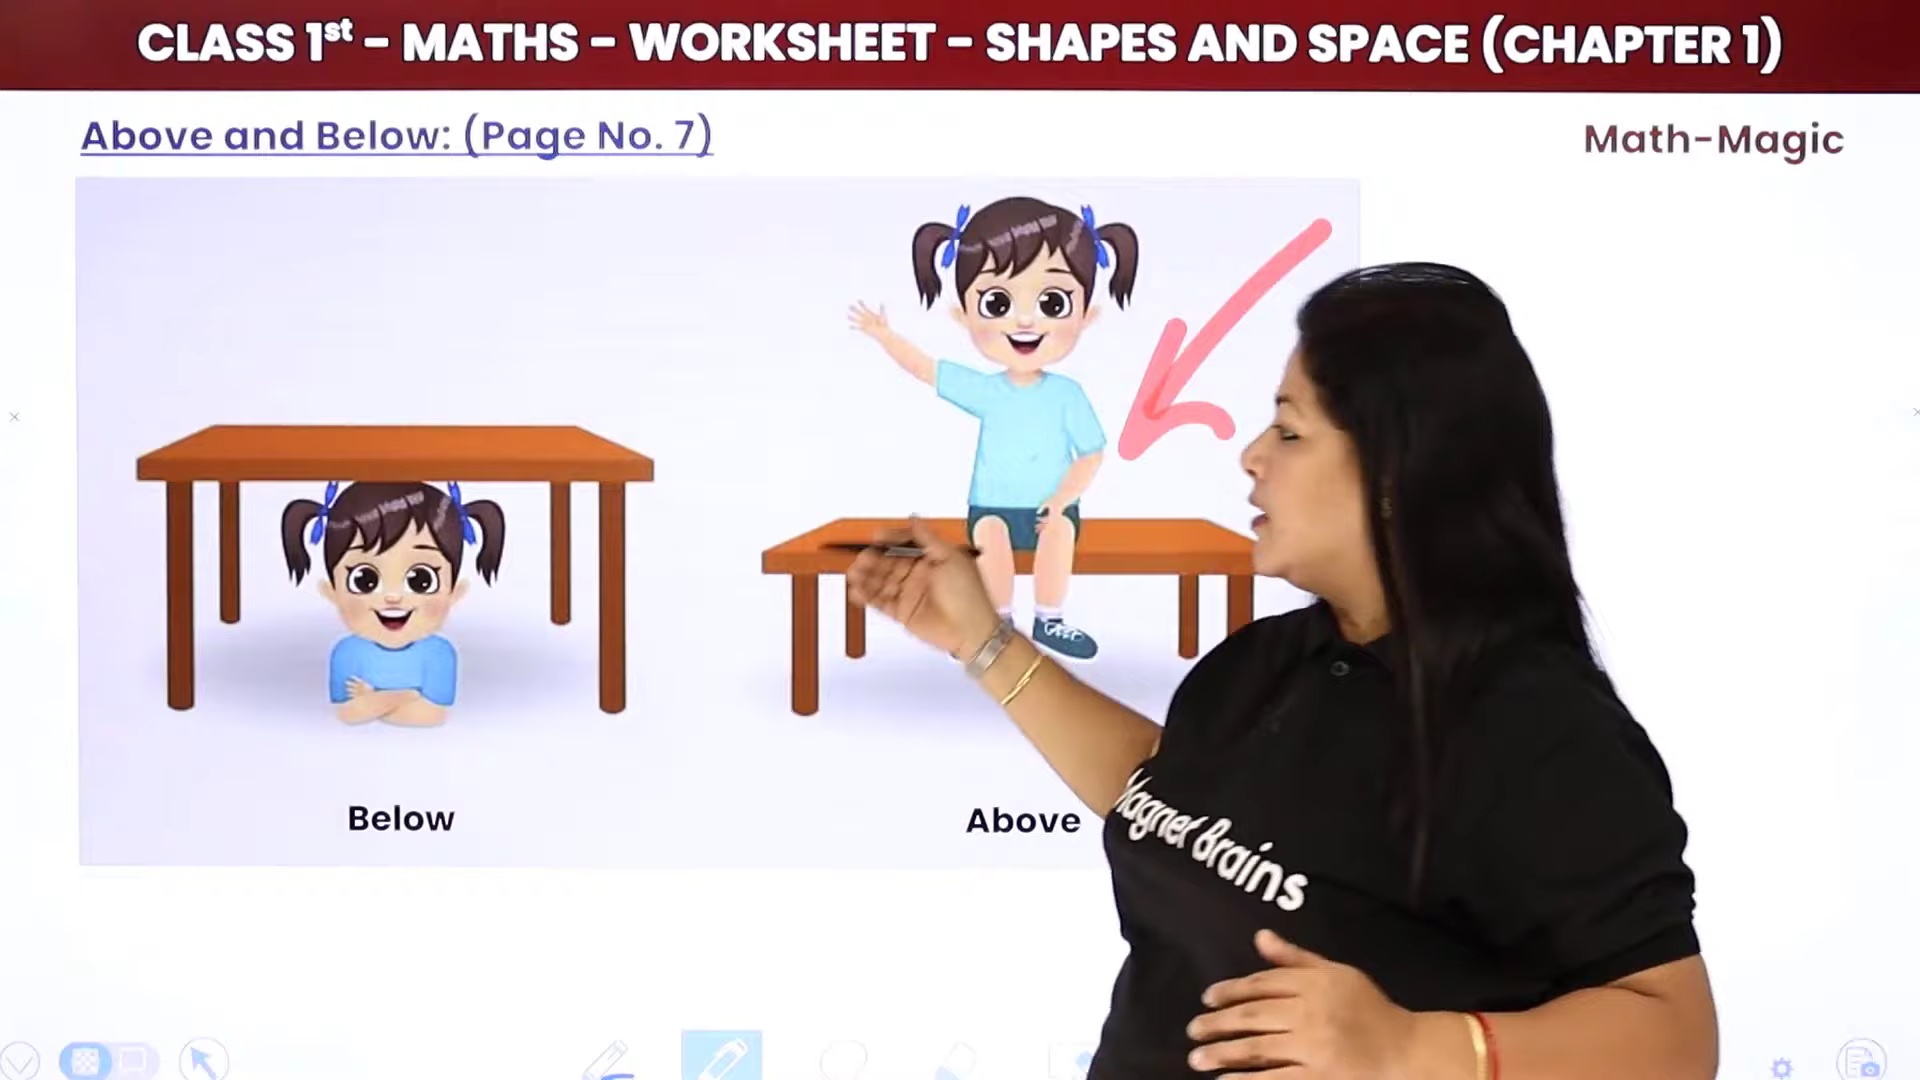 CLASS 1st - MATHS - WORKSHEET - SHAPES AND SPACE (CHAPTER 1)
Above and Below: (Page No. 7)
Math-Magic
Below
Above
Magnet Brains